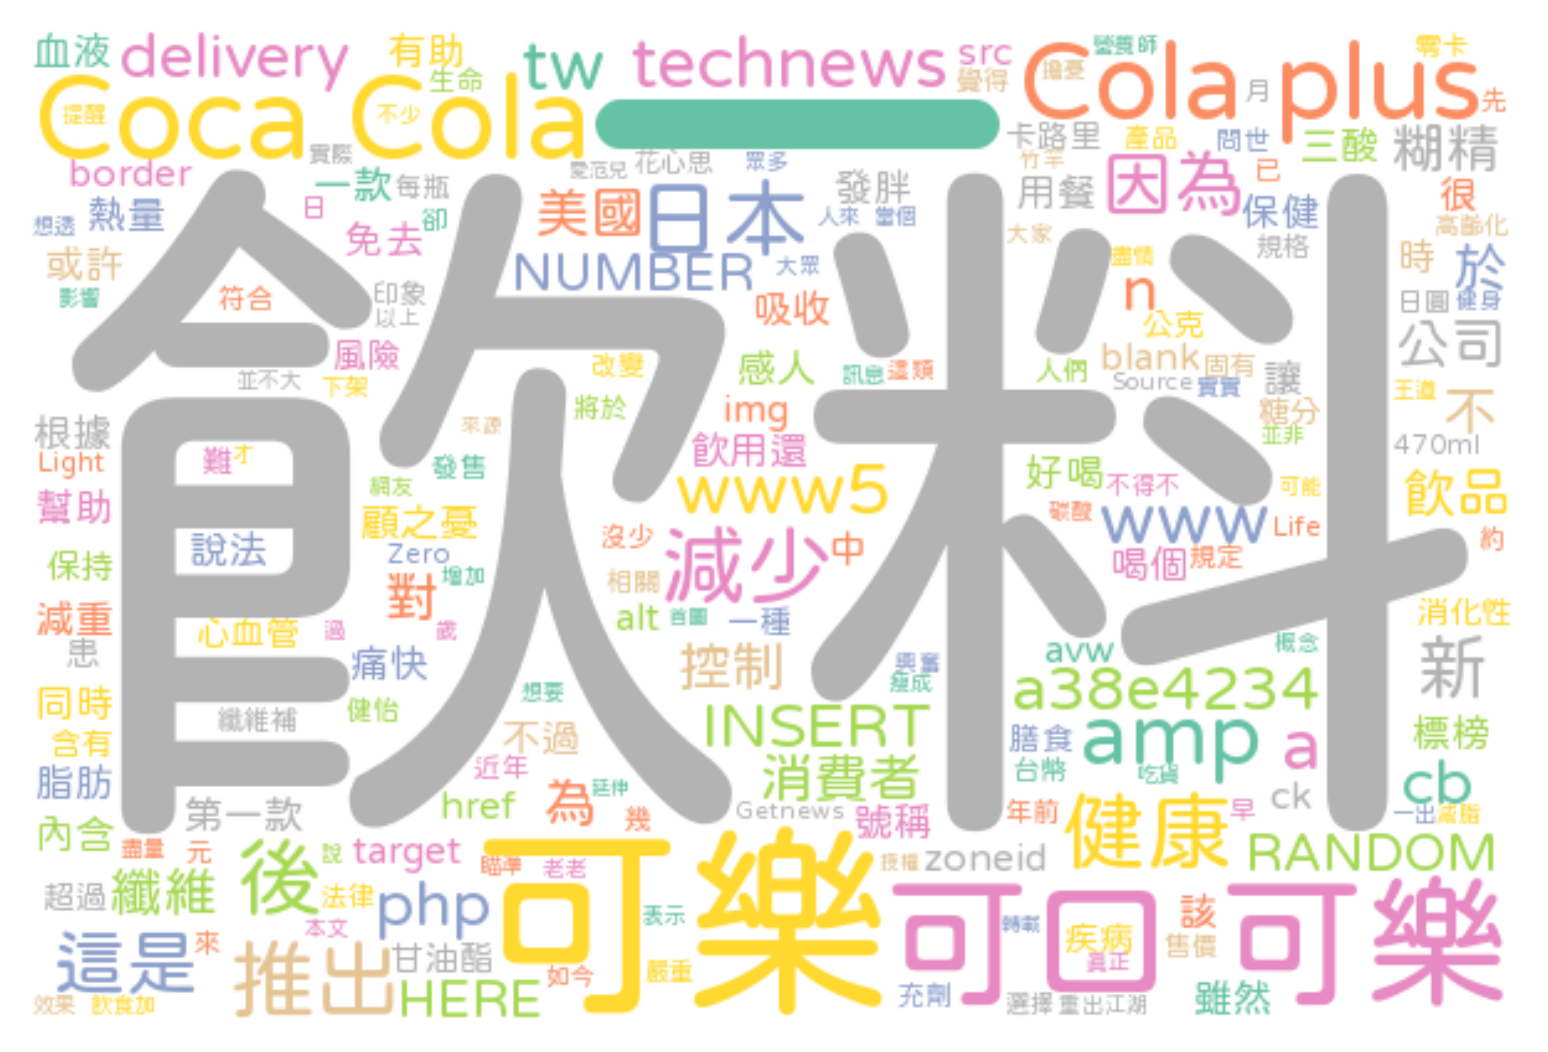 血液 delivery 有助 tw technews src 營養師 零卡
提醒 Coca Cola 不少 生命 覺得 擔憂 Cola plus 月 先
border 實際 一款 每瓶 愛范兒 花心思 眾多 卡路里 產品 問世 三酸 糊精
想透 熱量 日 卻 美國 日本 發胖 人來 當個 竹竿 用餐 因為 已 保健 很
或許 免去 NUMBER 大眾 大家 盡情 規格 高齡化 時 於
影響 符合 印象 以上 吸收 n 公克 日圓 健身
飲料
風險 並不大 下架 改變 感人 訊息 這類 人們 blank 固有 Source 實實 讓 公司
根據 來源 將於 img 糖分 並非 王道 不
Light 難 才 發售 飲用還 好喝 不得不 470ml
幫助 網友 顧之憂 www5 碳酸 www 可能 Life 飲品
說法 Zero 沒少 減少 中 喝個 規定 約
保持 對 增加 相關
減重 心血管 過 歲 alt 首圖 一種 消化性
患 痛快 控制 興奮 瘦成 avw 概念 新
同時 纖維補 健怡 想要 INSERT a38e4234
含有 不過 膳食 amp a 標榜
脂肪 近年 延伸 消費者 台幣 吃貨 cb
第一款 href 為 幾 Getnews 號稱 年前 健康 早 ck 一出 減脂
內含 盡量 元 後 說 target 瞄準 老老 可樂 授權 zoneid RANDOM
超過 纖維 法律 php 表示 可口可樂 轉載 疾病 該
這是 來 本文 甘油酯 如今 嚴重 真正 售價
效果 飲食加 推出 HERE 充劑 選擇 重出江湖 雖然